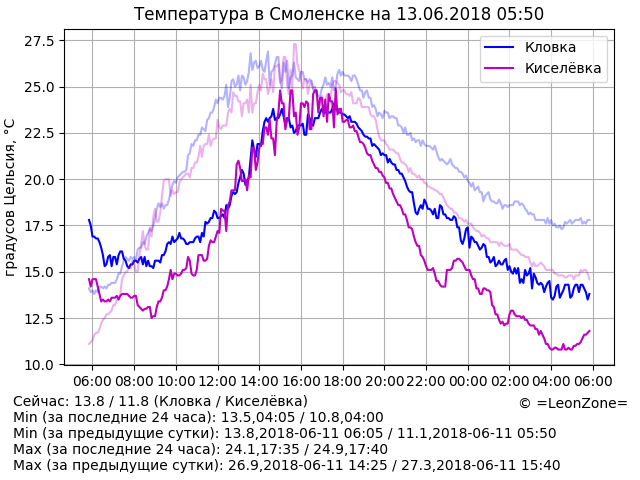 Температура в Смоленске на 13.06.2018 05:50
Кловка
Киселёвка
градусов Цельсия, °C
27.5
25.0
22.5
20.0
17.5
15.0
12.5
10.0
06:00 08:00 10:00 12:00 14:00 16:00 18:00 20:00 22:00 00:00 02:00 04:00 06:00
Сейчас: 13.8 / 11.8 (Кловка / Киселёвка)
© =LeonZone=
Min (за последние 24 часа): 13.5,04:05 / 10.8,04:00
Min (за предыдущие сутки): 13.8,2018-06-11 06:05 / 11.1,2018-06-11 05:50
Max (за последние 24 часа): 24.1,17:35 / 24.9,17:40
Max (за предыдущие сутки): 26.9,2018-06-11 14:25 / 27.3,2018-06-11 15:40